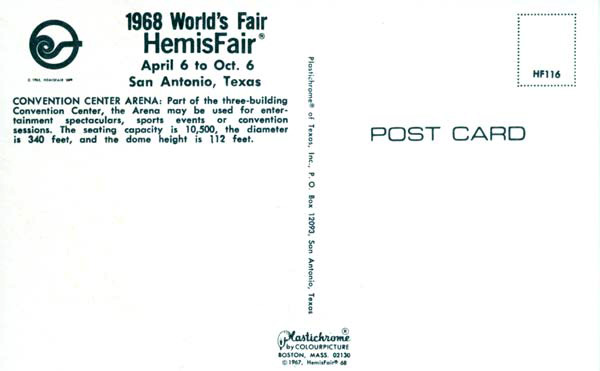 1968 World's Fair
HemisFair®
April 6 to Oct. 6
San Antonio, Texas
CONVENTION CENTER ARENA: Part of the three-building
Convention Center, the Arena may be used for enter-
tainment spectaculars, sports events or convention
sessions. The seating capacity is 10,500, the diameter
is 340 feet, and the dome height is 112 feet.
Plastichrome® of Texas, Inc., P. O. Box 12093, San Antonio, Texas
HF116
POST CARD
Plastichrome®
by COLOURPICTURE
BOSTON, MASS. 02130
© 1967, HemisFair® 68